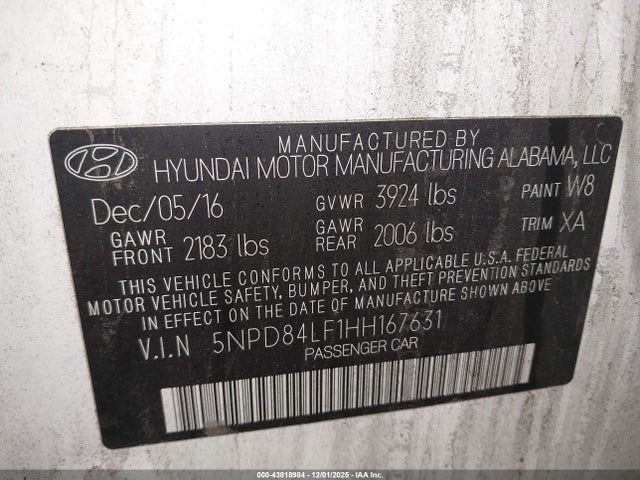 MANUFACTURED BY
HYUNDAI MOTOR MANUFACTURING ALABAMA, LLC
Dec/05/16 GVWR 3924 lbs PAINT W8
GAWR FRONT 2183 lbs GAWR REAR 2006 lbs TRIM XA
THIS VEHICLE CONFORMS TO ALL APPLICABLE U.S.A. FEDERAL
MOTOR VEHICLE SAFETY, BUMPER, AND THEFT PREVENTION STANDARDS
IN EFFECT ON THE DATE OF MANUFACTURE SHOWN ABOVE
V.I.N 5NPD84LF1HH167631
PASSENGER CAR
000-43818984 • 12/01/2025 • IAA Inc.